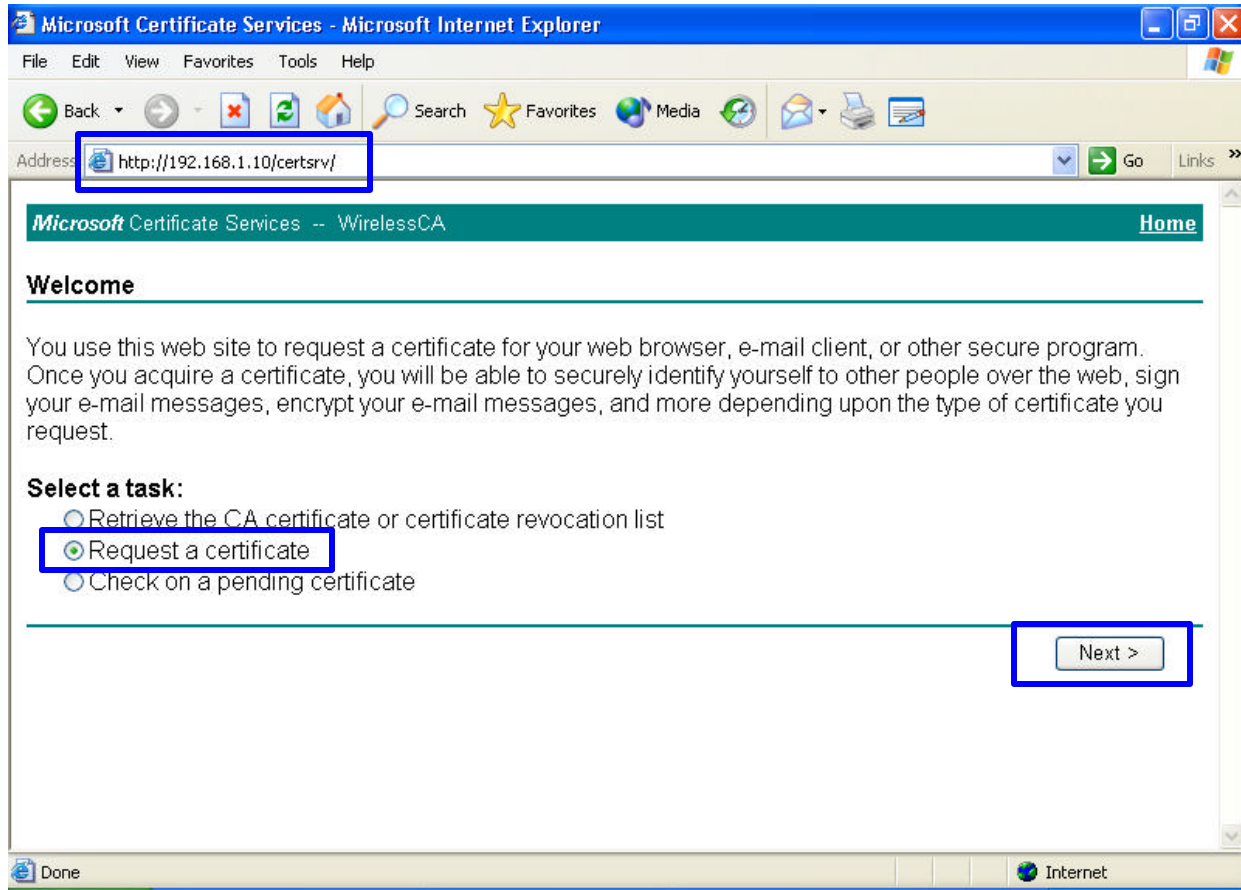 Microsoft Certificate Services - Microsoft Internet Explorer
File Edit View Favorites Tools Help
Back Search Favorites Media
Address http://192.168.1.10/certsrv/ Go Links »
Microsoft Certificate Services -- WirelessCA Home
Welcome
You use this web site to request a certificate for your web browser, e-mail client, or other secure program.
Once you acquire a certificate, you will be able to securely identify yourself to other people over the web, sign
your e-mail messages, encrypt your e-mail messages, and more depending upon the type of certificate you
request.
Select a task:
Retrieve the CA certificate or certificate revocation list
Request a certificate
Check on a pending certificate
Next >
Done Internet